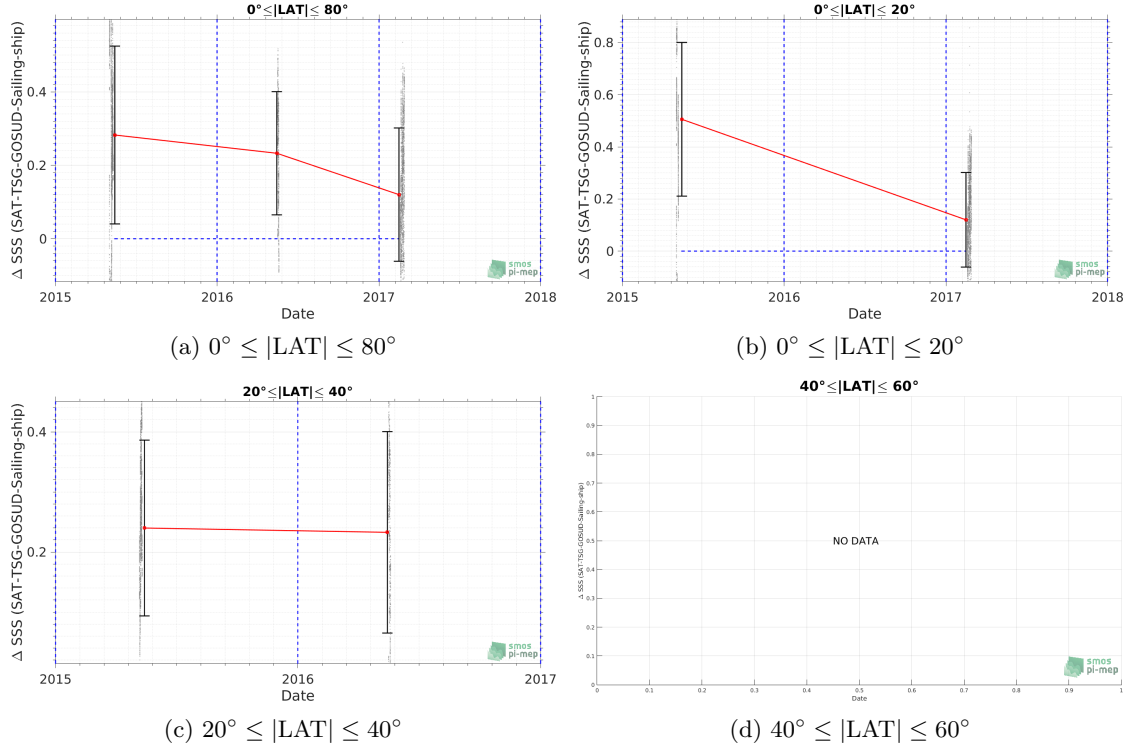 0°≤|LAT|≤ 80°
Δ SSS (SAT-TSG-GOSUD-Sailing-ship)
0.4
0.2
0
2015 2016 2017 2018
Date
smos
pi-mep
(a) 0° ≤ |LAT| ≤ 80°
0°≤|LAT|≤ 20°
Δ SSS (SAT-TSG-GOSUD-Sailing-ship)
0.8
0.6
0.4
0.2
0
2015 2016 2017 2018
Date
smos
pi-mep
(b) 0° ≤ |LAT| ≤ 20°
20°≤|LAT|≤ 40°
Δ SSS (SAT-TSG-GOSUD-Sailing-ship)
0.4
0.2
2015 2016 2017
Date
smos
pi-mep
(c) 20° ≤ |LAT| ≤ 40°
40°≤|LAT|≤ 60°
Δ SSS (SAT-TSG-GOSUD-Sailing-ship)
1
0.9
0.8
0.7
0.6
0.5
0.4
0.3
0.2
0.1
0
NO DATA
0 0.1 0.2 0.3 0.4 0.5 0.6 0.7 0.8 0.9 1
Date
smos
pi-mep
(d) 40° ≤ |LAT| ≤ 60°